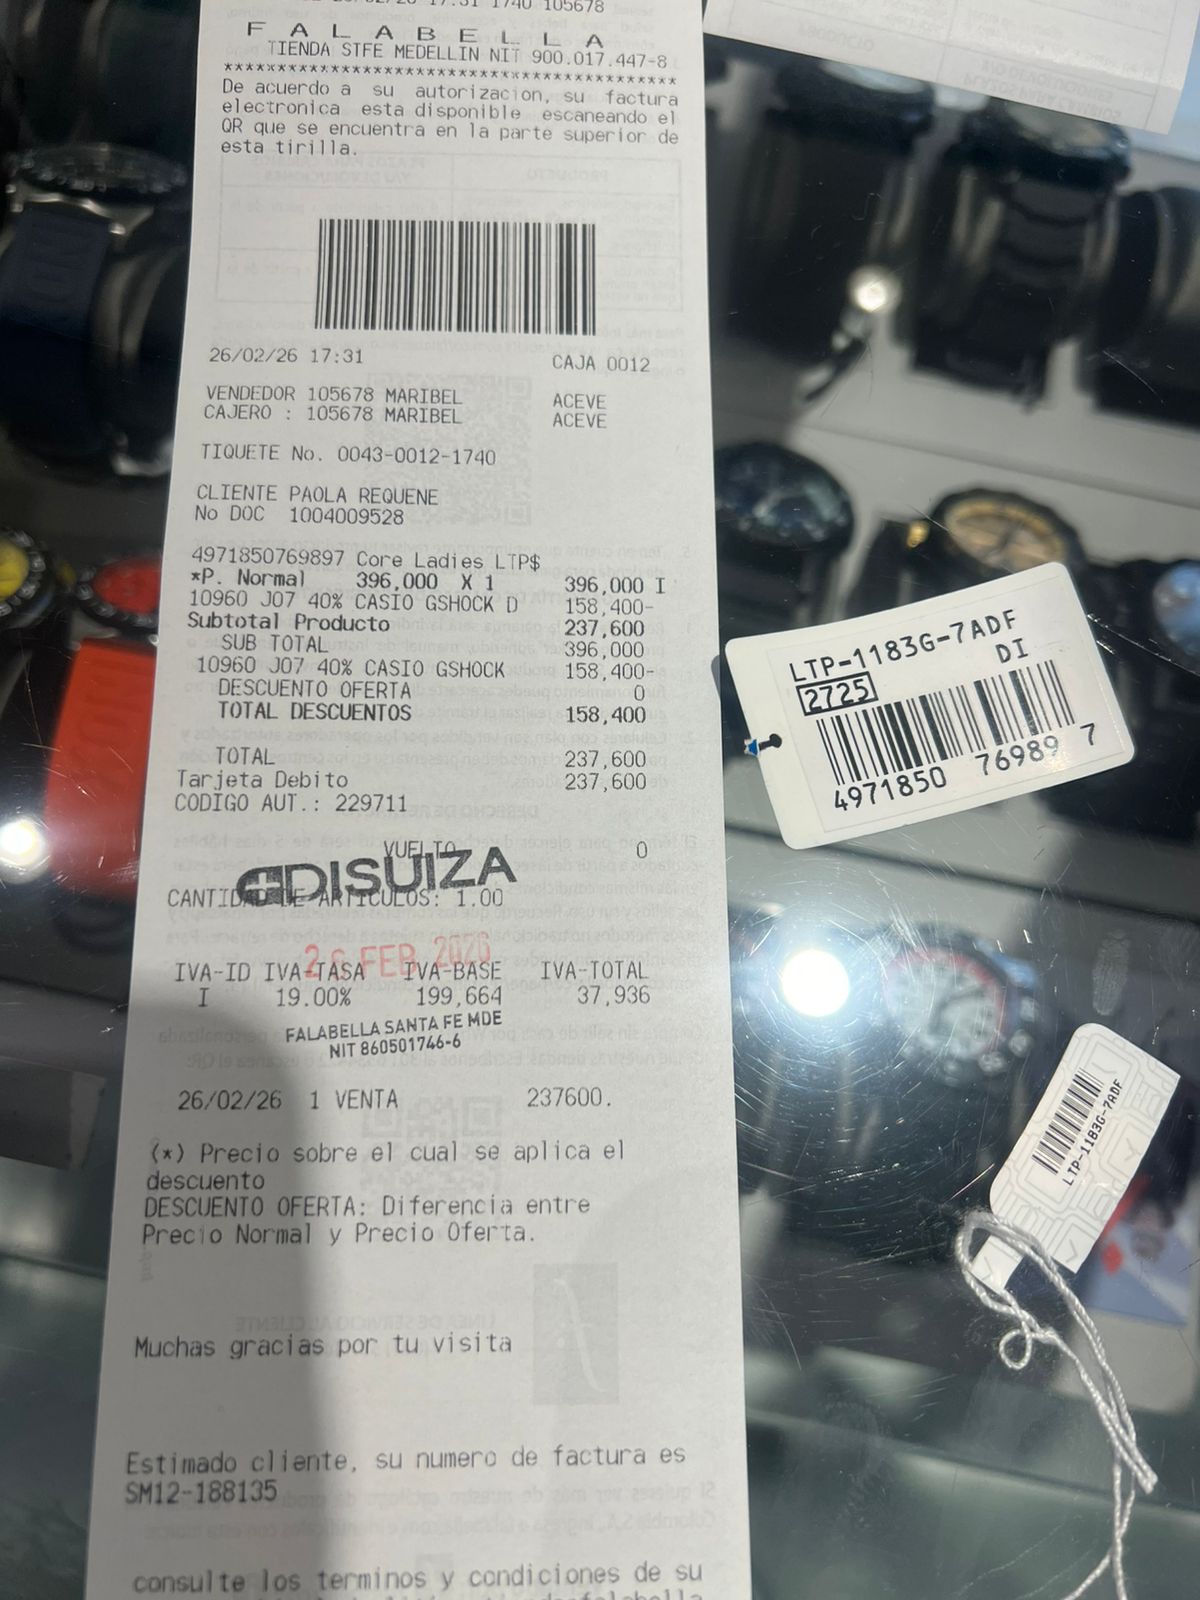 26/02/26 17:31 1740 105678
FALABELLA
TIENDA STFE MEDELLIN NIT 900.017.447-8
******************************************
De acuerdo a su autorizacion, su factura
electronica esta disponible escaneando el
QR que se encuentra en la parte superior de
esta tirilla.
26/02/26 17:31 CAJA 0012
VENDEDOR 105678 MARIBEL ACEVE
CAJERO : 105678 MARIBEL ACEVE
TIQUETE No. 0043-0012-1740
CLIENTE PAOLA REQUENE
No DOC 1004009528
4971850769897 Core Ladies LTP$
*P. Normal 396,000 X 1 396,000 I
10960 J07 40% CASIO GSHOCK D 158,400-
Subtotal Producto 237,600
SUB TOTAL 396,000
10960 J07 40% CASIO GSHOCK 158,400-
DESCUENTO OFERTA 0
TOTAL DESCUENTOS 158,400
TOTAL 237,600
Tarjeta Debito 237,600
CODIGO AUT.: 229711
VUELTO 0
DISUIZA
CANTIDAD DE ARTICULOS: 1.00
26 FEB 2026
IVA-ID IVA-TASA IVA-BASE IVA-TOTAL
I 19.00% 199,664 37,936
FALABELLA SANTA FE MDE
NIT 860501746-6
26/02/26 1 VENTA 237600.
(*) Precio sobre el cual se aplica el
descuento
DESCUENTO OFERTA: Diferencia entre
Precio Normal y Precio Oferta.
Muchas gracias por tu visita
Estimado cliente, su numero de factura es
SM12-188135
consulte los terminos y condiciones de su
LTP-1183G-7ADF
DI
2725
4971850 76989 7
LTP-1183G-7ADF